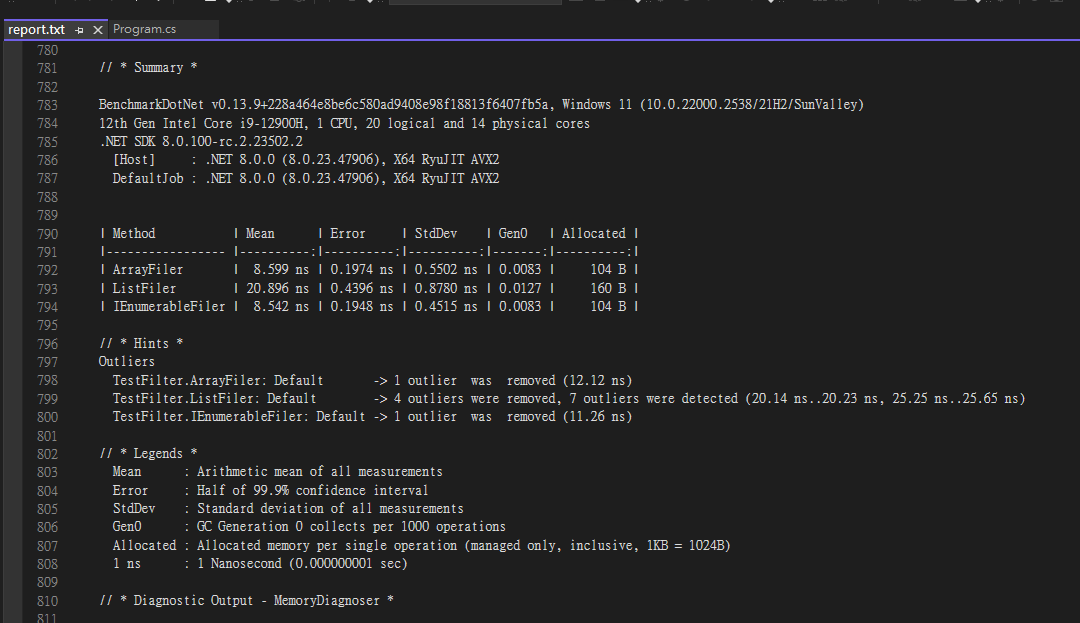 report.txt Program.cs
780
781 // * Summary *
782
783 BenchmarkDotNet v0.13.9+228a464e8be6c580ad9408e98f18813f6407fb5a, Windows 11 (10.0.22000.2538/21H2/SunValley)
784 12th Gen Intel Core i9-12900H, 1 CPU, 20 logical and 14 physical cores
785 .NET SDK 8.0.100-rc.2.23502.2
786 [Host] : .NET 8.0.0 (8.0.23.47906), X64 RyuJIT AVX2
787 DefaultJob : .NET 8.0.0 (8.0.23.47906), X64 RyuJIT AVX2
788
789
790 | Method | Mean | Error | StdDev | Gen0 | Allocated |
791 |----------------- |----------:|----------:|----------:|-------:|----------:|
792 | ArrayFiler | 8.599 ns | 0.1974 ns | 0.5502 ns | 0.0083 | 104 B |
793 | ListFiler | 20.896 ns | 0.4396 ns | 0.8780 ns | 0.0127 | 160 B |
794 | IEnumerableFiler | 8.542 ns | 0.1948 ns | 0.4515 ns | 0.0083 | 104 B |
795
796 // * Hints *
797 Outliers
798 TestFilter.ArrayFiler: Default -> 1 outlier was removed (12.12 ns)
799 TestFilter.ListFiler: Default -> 4 outliers were removed, 7 outliers were detected (20.14 ns..20.23 ns, 25.25 ns..25.65 ns)
800 TestFilter.IEnumerableFiler: Default -> 1 outlier was removed (11.26 ns)
801
802 // * Legends *
803 Mean : Arithmetic mean of all measurements
804 Error : Half of 99.9% confidence interval
805 StdDev : Standard deviation of all measurements
806 Gen0 : GC Generation 0 collects per 1000 operations
807 Allocated : Allocated memory per single operation (managed only, inclusive, 1KB = 1024B)
808 1 ns : 1 Nanosecond (0.000000001 sec)
809
810 // * Diagnostic Output - MemoryDiagnoser *
811